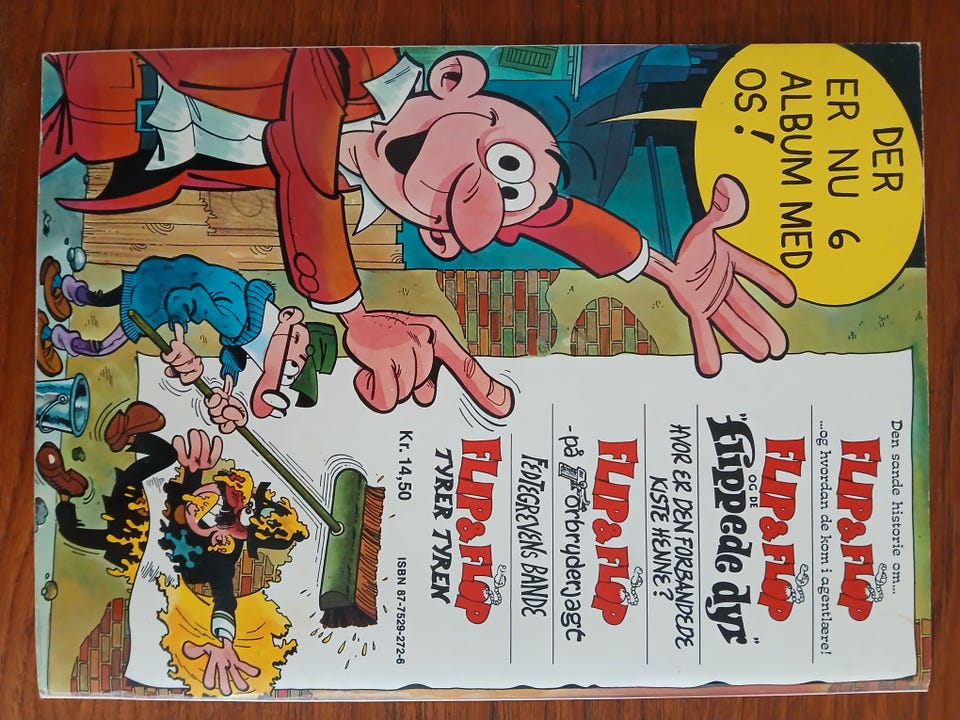 DER
ER NU 6
ALBUM MED
OS!
Den sande historie om...
FLIP & FLOP
...og hvordan de kom i agentlære!
FLIP & FLOP
OG DE
"flippede dyr"
HVOR ER DEN FORBANDEDE
KISTE HENNE?
FLIP & FLOP
- på forbryderjagt
FEDTEGREVENS BANDE
FLIP & FLOP
TYRER TYREN
Kr. 14,50
ISBN 87-7529-272-6